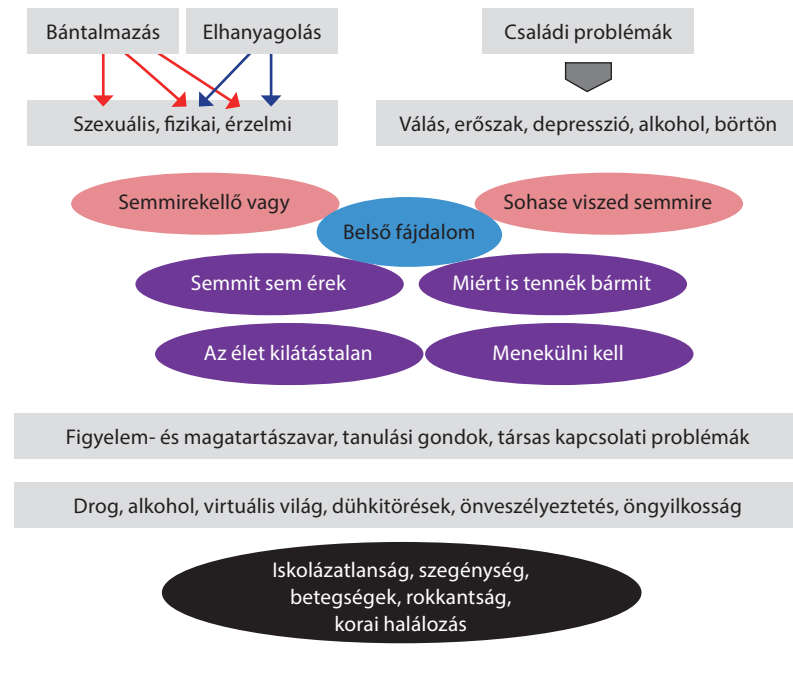 Bántalmazás
Elhanyagolás
Családi problémák
Szexuális, fizikai, érzelmi
Válás, erőszak, depresszió, alkohol, börtön
Semmirekellő vagy
Sohase viszed semmire
Belső fájdalom
Semmit sem érek
Miért is tennék bármit
Az élet kilátástalan
Menekülni kell
Figyelem- és magatartászavar, tanulási gondok, társas kapcsolati problémák
Drog, alkohol, virtuális világ, dühkitörések, önveszélyeztetés, öngyilkosság
Iskolázatlanság, szegénység,
betegségek, rokkantság,
korai halálozás